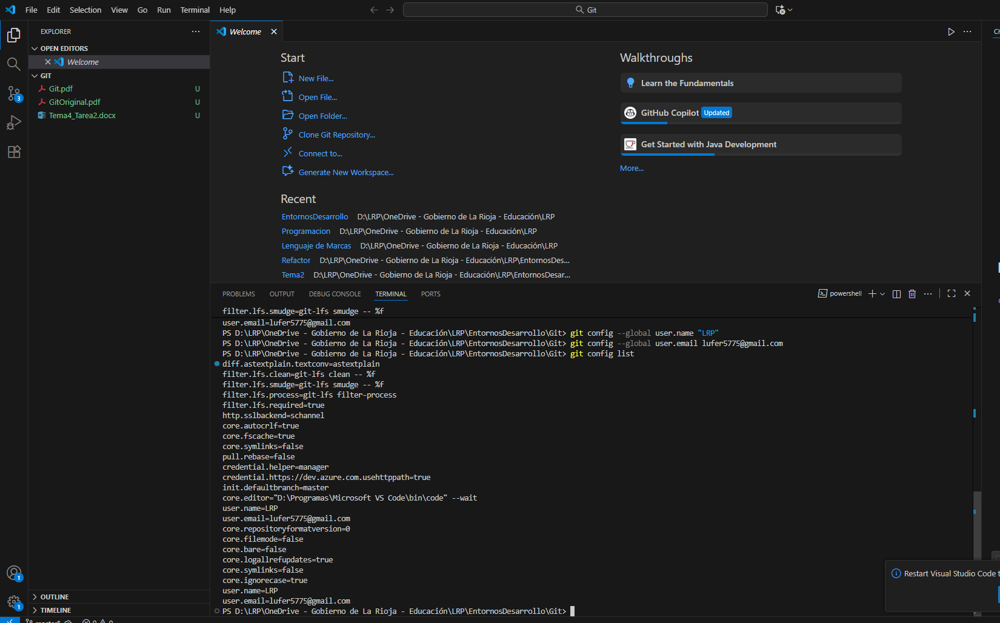 File Edit Selection View Go Run Terminal Help
Git
EXPLORER
OPEN EDITORS
Welcome
GIT
Git.pdf U
GitOriginal.pdf U
Tema4_Tarea2.docx U
3
1
1
OUTLINE
TIMELINE
Welcome
Start
New File...
Open File...
Open Folder...
Clone Git Repository...
Connect to...
Generate New Workspace...
Recent
EntornosDesarrollo D:\LRP\OneDrive - Gobierno de La Rioja - Educación\LRP
Programacion D:\LRP\OneDrive - Gobierno de La Rioja - Educación\LRP
Lenguaje de Marcas D:\LRP\OneDrive - Gobierno de La Rioja - Educación\LRP
Refactor D:\LRP\OneDrive - Gobierno de La Rioja - Educación\LRP\EntornosDes...
Tema2 D:\LRP\OneDrive - Gobierno de La Rioja - Educación\LRP\EntornosDesar...
Walkthroughs
Learn the Fundamentals
GitHub Copilot Updated
Get Started with Java Development
More...
PROBLEMS OUTPUT DEBUG CONSOLE TERMINAL PORTS
powershell
filter.lfs.smudge=git-lfs smudge -- %f
user.email=lufer5775@gmail.com
PS D:\LRP\OneDrive - Gobierno de La Rioja - Educación\LRP\EntornosDesarrollo\Git> git config --global user.name "LRP"
PS D:\LRP\OneDrive - Gobierno de La Rioja - Educación\LRP\EntornosDesarrollo\Git> git config --global user.email lufer5775@gmail.com
PS D:\LRP\OneDrive - Gobierno de La Rioja - Educación\LRP\EntornosDesarrollo\Git> git config list
diff.astextplain.textconv=astextplain
filter.lfs.clean=git-lfs clean -- %f
filter.lfs.smudge=git-lfs smudge -- %f
filter.lfs.process=git-lfs filter-process
filter.lfs.required=true
http.sslbackend=schannel
core.autocrlf=true
core.fscache=true
core.symlinks=false
pull.rebase=false
credential.helper=manager
credential.https://dev.azure.com.usehttppath=true
init.defaultbranch=master
core.editor="D:\Programas\Microsoft VS Code\bin\code" --wait
user.name=LRP
user.email=lufer5775@gmail.com
core.repositoryformatversion=0
core.filemode=false
core.bare=false
core.logallrefupdates=true
core.symlinks=false
core.ignorecase=true
user.name=LRP
user.email=lufer5775@gmail.com
PS D:\LRP\OneDrive - Gobierno de La Rioja - Educación\LRP\EntornosDesarrollo\Git>
Restart Visual Studio Code
master* 0 0